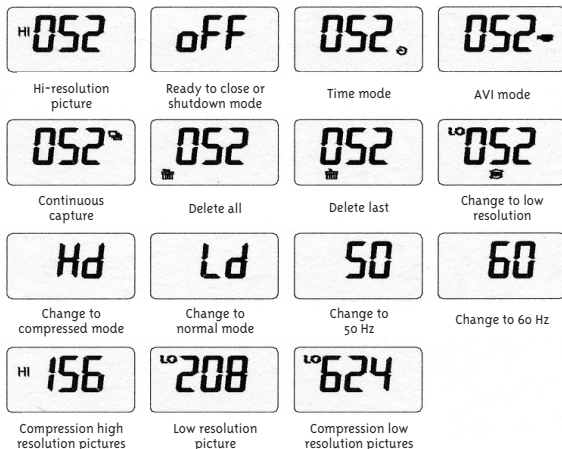 HI 052
oFF
052
052
Hi-resolution
picture
Ready to close or
shutdown mode
Time mode
AVI mode
052
052
052
LO 052
Continuous
capture
Delete all
Delete last
Change to low
resolution
Hd
Ld
50
60
Change to
compressed mode
Change to
normal mode
Change to
50 Hz
Change to 60 Hz
HI 156
LO 208
LO 624
Compression high
resolution pictures
Low resolution
picture
Compression low
resolution pictures